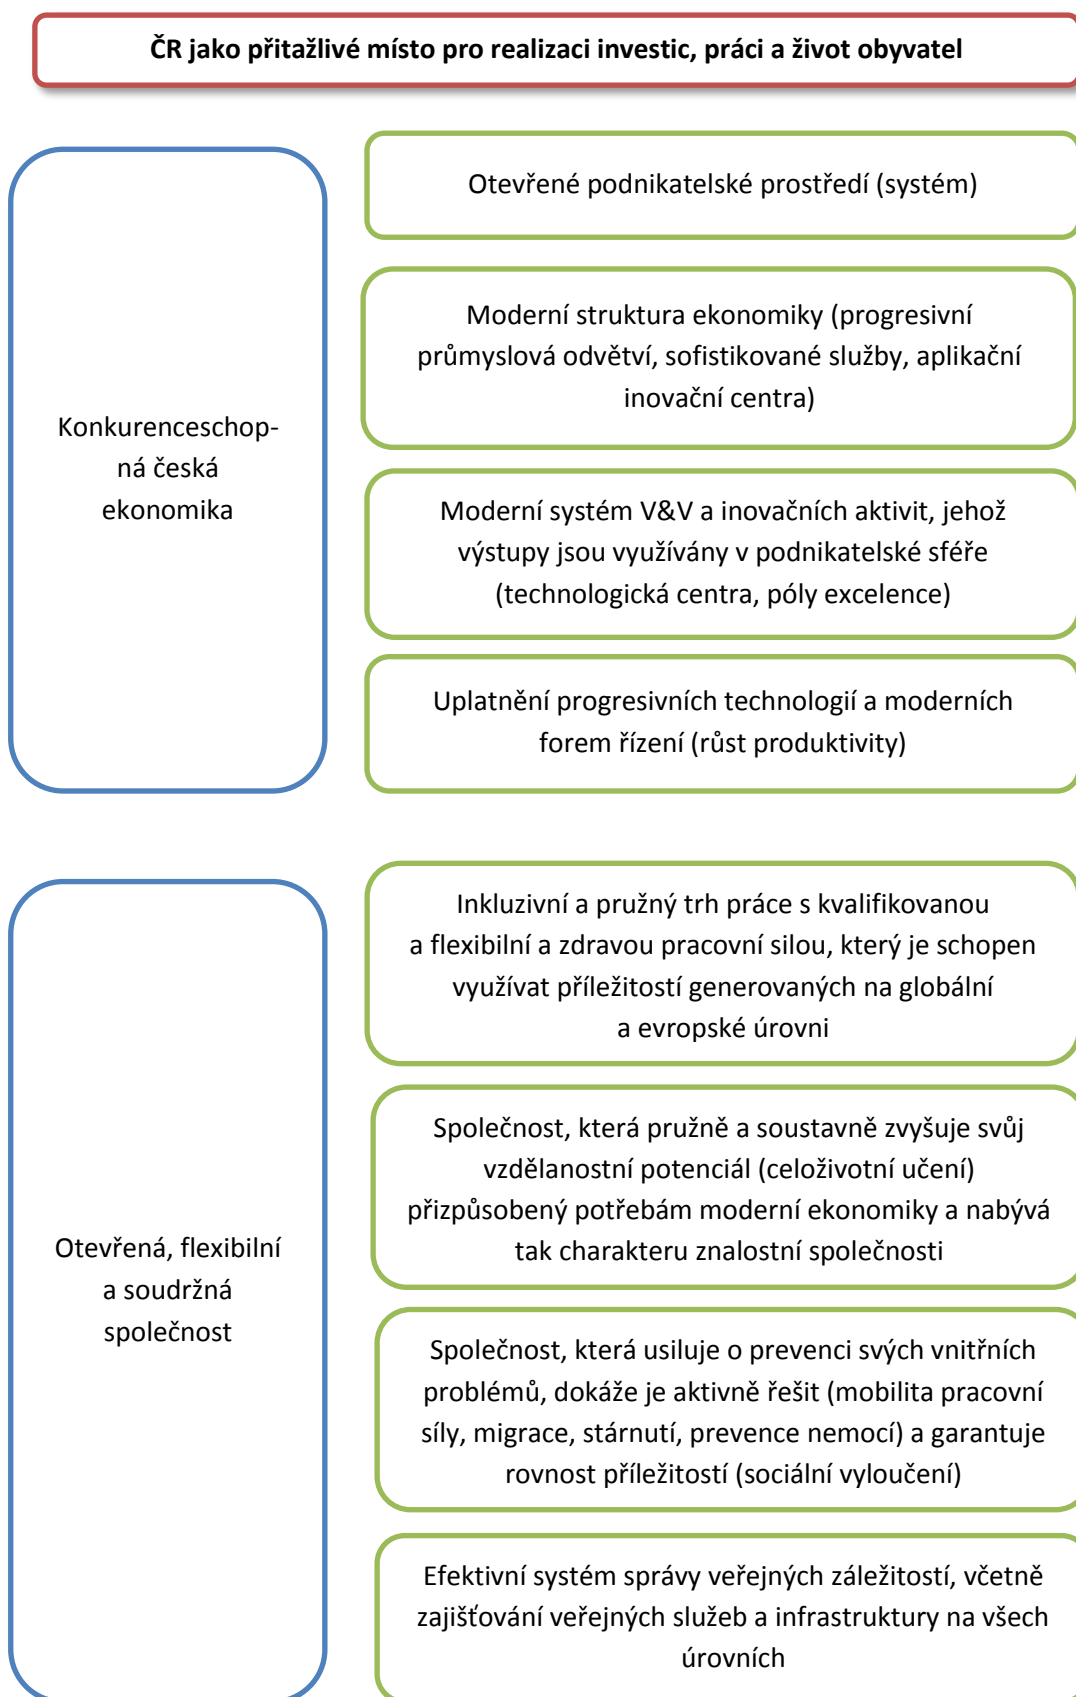 ČR jako přitažlivé místo pro realizaci investic, práci a život obyvatel
Konkurenceschop-
ná česká
ekonomika
Otevřené podnikatelské prostředí (systém)
Moderní struktura ekonomiky (progresivní
průmyslová odvětví, sofistikované služby, aplikační
inovační centra)
Moderní systém V&V a inovačních aktivit, jehož
výstupy jsou využívány v podnikatelské sféře
(technologická centra, póly excelence)
Uplatnění progresivních technologií a moderních
forem řízení (růst produktivity)
Otevřená, flexibilní
a soudržná
společnost
Inkluzivní a pružný trh práce s kvalifikovanou
a flexibilní a zdravou pracovní silou, který je schopen
využívat příležitostí generovaných na globální
a evropské úrovni
Společnost, která pružně a soustavně zvyšuje svůj
vzdělanostní potenciál (celoživotní učení)
přizpůsobený potřebám moderní ekonomiky a nabývá
tak charakteru znalostní společnosti
Společnost, která usiluje o prevenci svých vnitřních
problémů, dokáže je aktivně řešit (mobilita pracovní
síly, migrace, stárnutí, prevence nemocí) a garantuje
rovnost příležitostí (sociální vyloučení)
Efektivní systém správy veřejných záležitostí, včetně
zajišťování veřejných služeb a infrastruktury na všech
úrovních